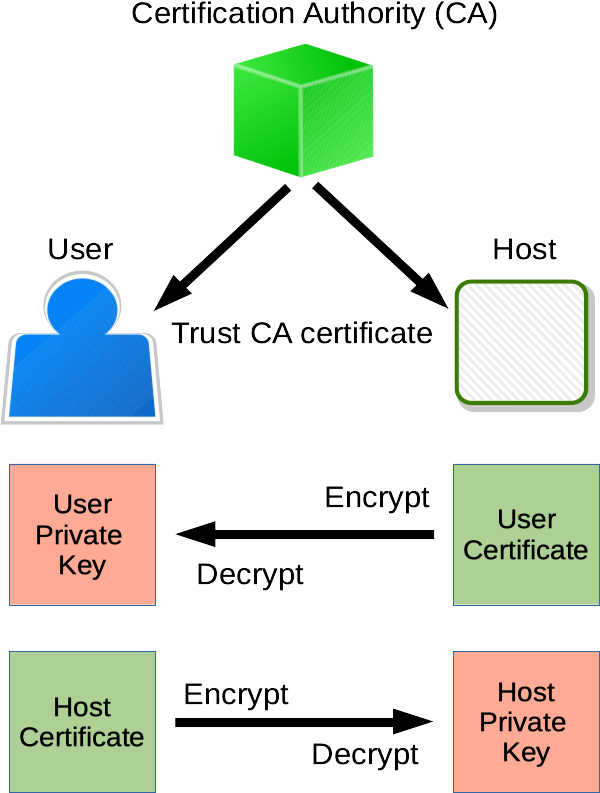 Certification Authority (CA)
User
Host
Trust CA certificate
User
Private
Key
Encrypt
Decrypt
User
Certificate
Host
Certificate
Encrypt
Decrypt
Host
Private
Key